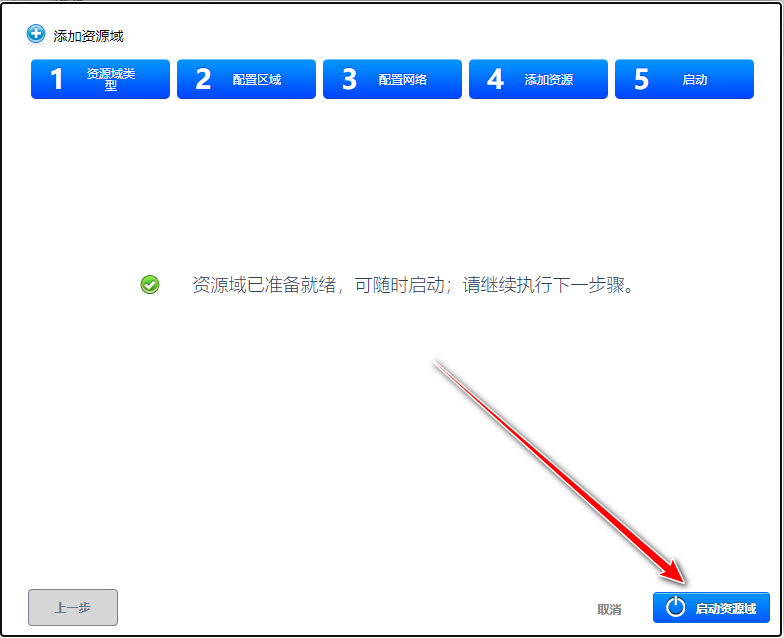 添加资源域
1 资源域类
型
2 配置区域
3 配置网络
4 添加资源
5 启动
资源域已准备就绪，可随时启动；请继续执行下一步骤。
上一步
取消
启动资源域